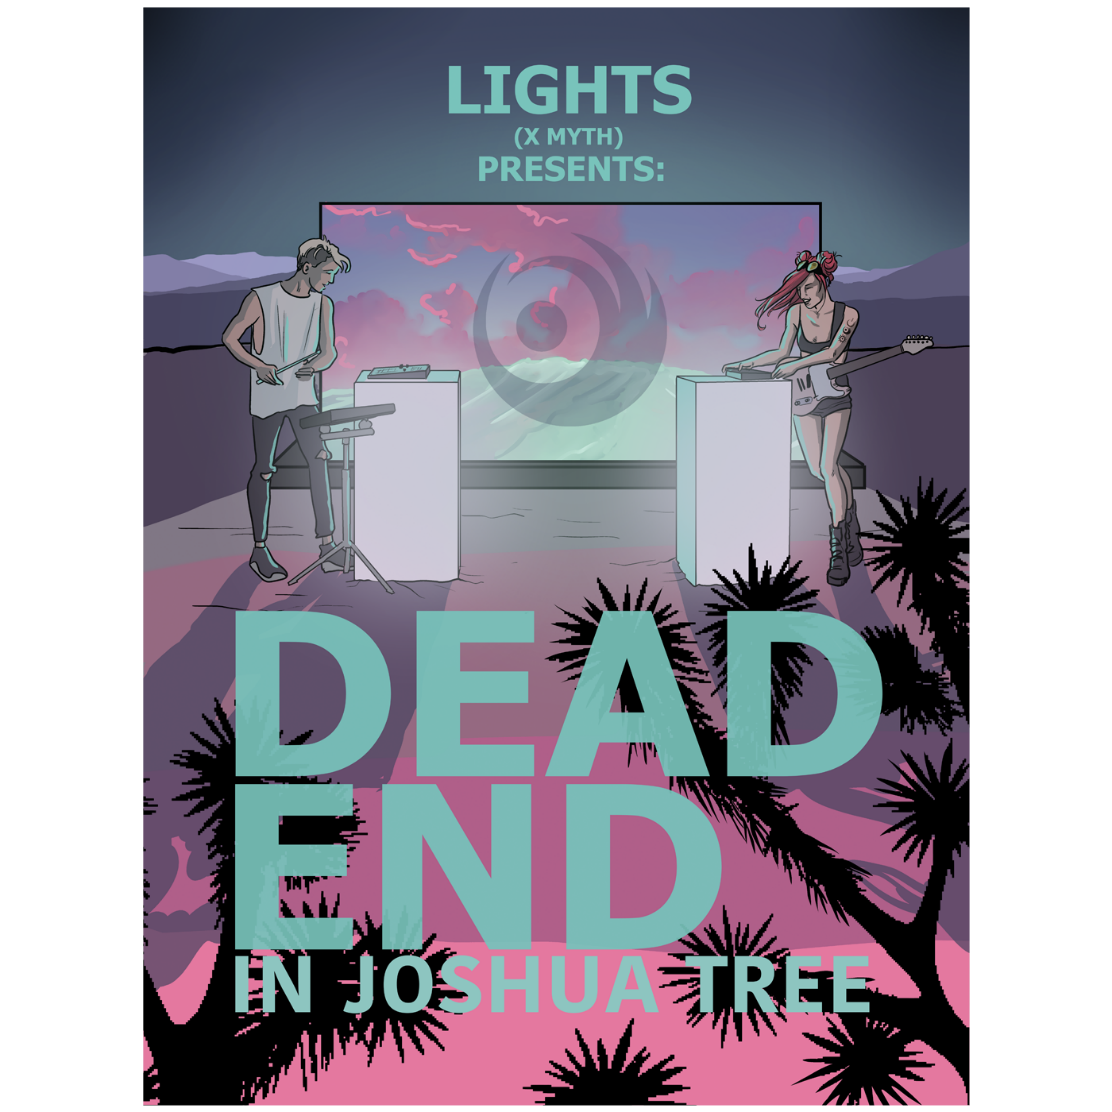 LIGHTS
(X MYTH)
PRESENTS:
DEAD
END
IN JOSHUA TREE